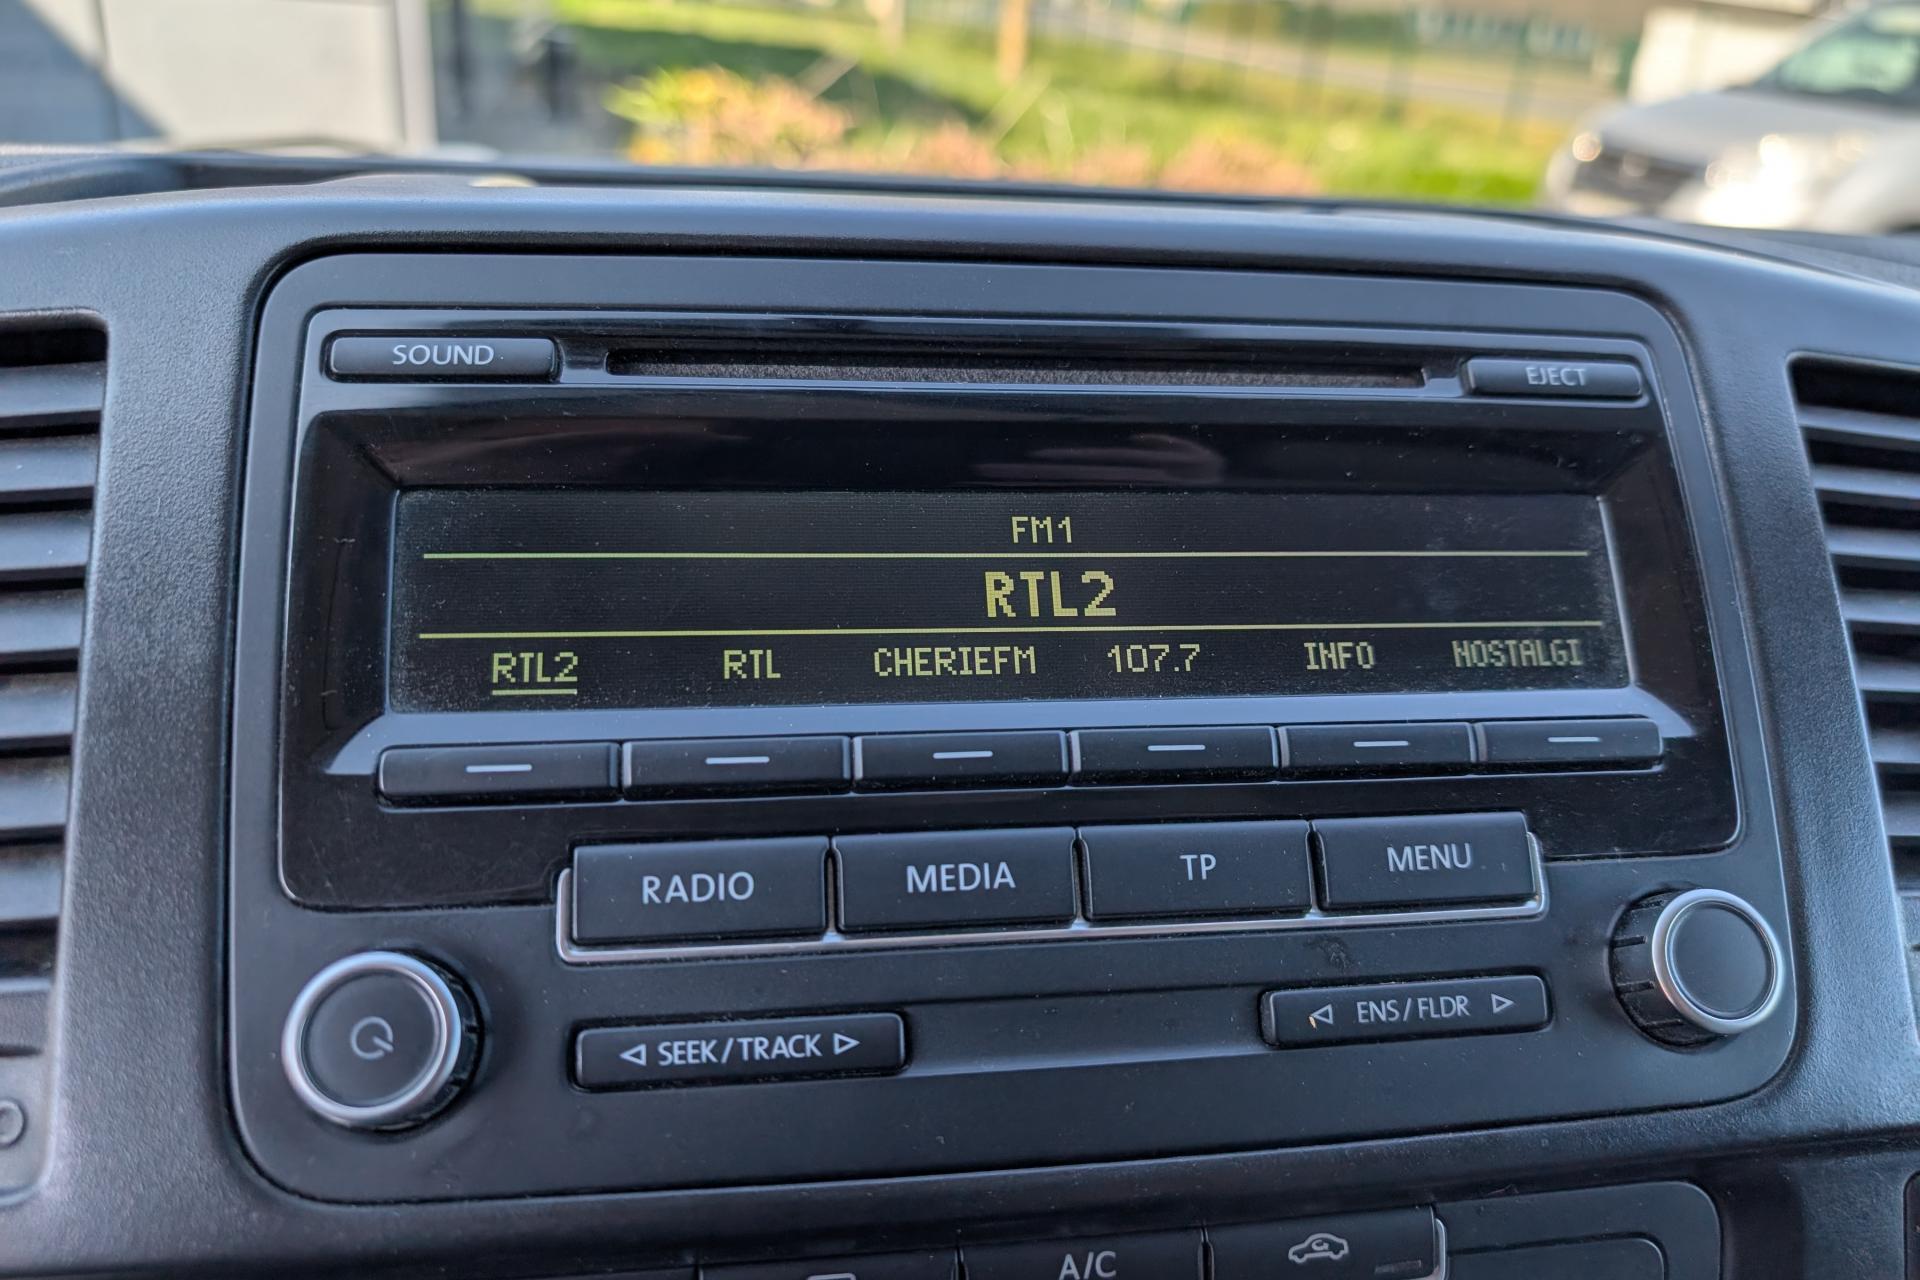 SOUND EJECT
FM1
RTL2
RTL2 RTL CHERIEFM 107.7 INFO NOSTALGI
RADIO MEDIA TP MENU
SEEK/TRACK ENS/FLDR
A/C